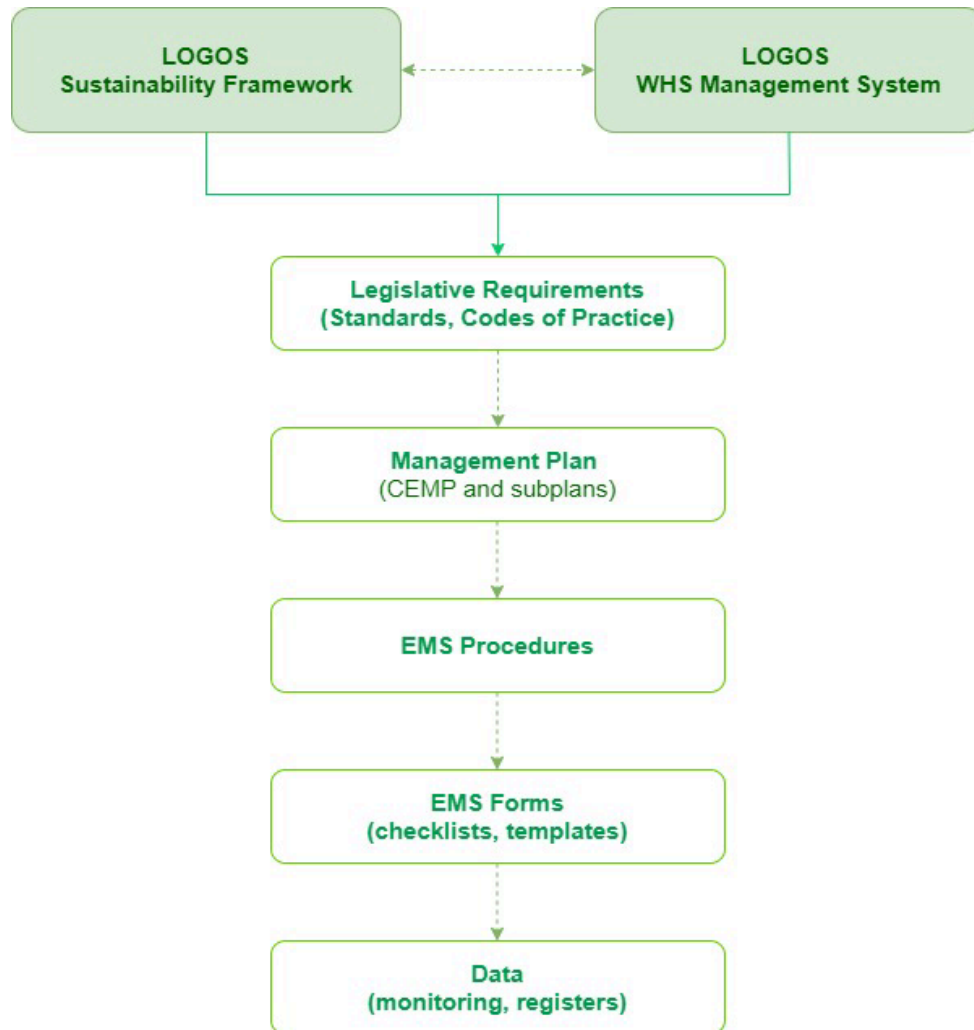 LOGOS
Sustainability Framework
LOGOS
WHS Management System
Legislative Requirements
(Standards, Codes of Practice)
Management Plan
(CEMP and subplans)
EMS Procedures
EMS Forms
(checklists, templates)
Data
(monitoring, registers)